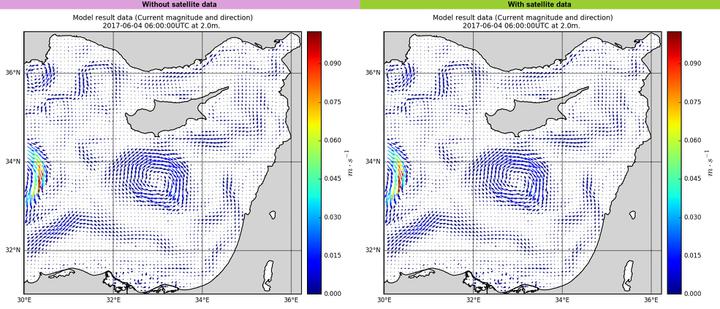 Without satellite data
With satellite data
Model result data (Current magnitude and direction)
2017-06-04 06:00:00UTC at 2.0m.
36°N
34°N
32°N
30°E
32°E
34°E
36°E
0.090
0.075
0.060
0.045
0.030
0.015
0.000
m · s⁻¹
Model result data (Current magnitude and direction)
2017-06-04 06:00:00UTC at 2.0m.
36°N
34°N
32°N
30°E
32°E
34°E
36°E
0.090
0.075
0.060
0.045
0.030
0.015
0.000
m · s⁻¹